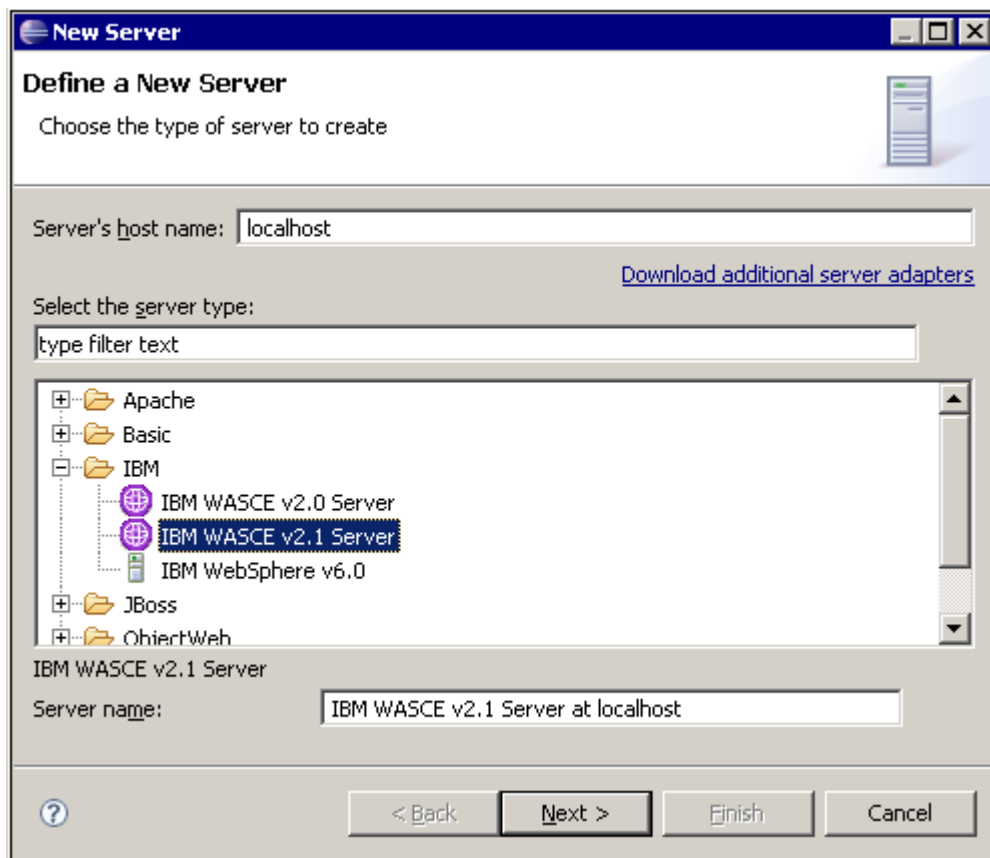 New Server
Define a New Server
Choose the type of server to create
Server's host name: localhost
Download additional server adapters
Select the server type:
type filter text
Apache
Basic
IBM
IBM WASCE v2.0 Server
IBM WASCE v2.1 Server
IBM WebSphere v6.0
JBoss
ObjectWeb
IBM WASCE v2.1 Server
Server name: IBM WASCE v2.1 Server at localhost
< Back Next > Finish Cancel